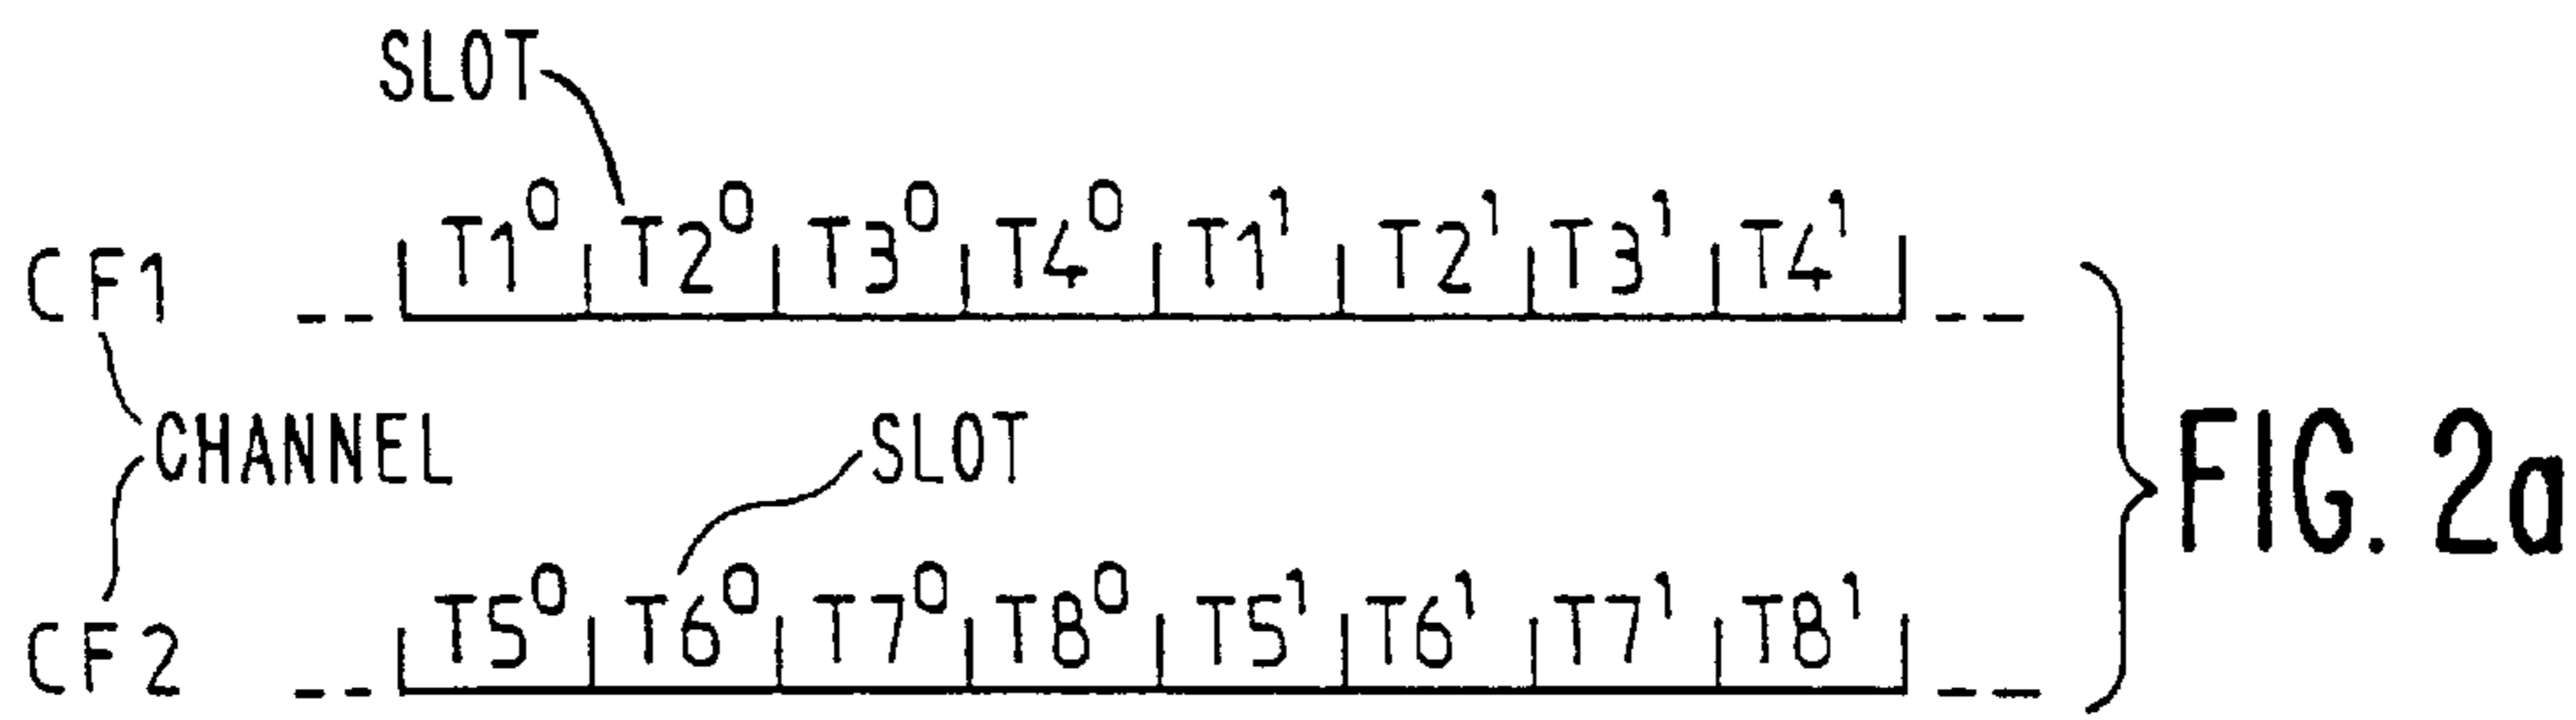 SLOT
CF1 -- T1⁰ T2⁰ T3⁰ T4⁰ T1¹ T2¹ T3¹ T4¹ --
CHANNEL SLOT
FIG. 2a
CF2 -- T5⁰ T6⁰ T7⁰ T8⁰ T5¹ T6¹ T7¹ T8¹ --